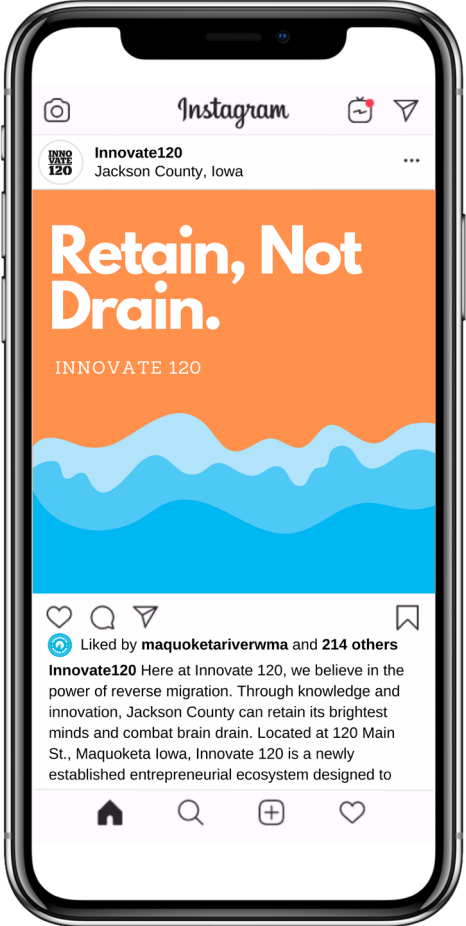 Instagram
INNO
VATE
120
Innovate120
Jackson County, Iowa
Retain, Not
Drain.
INNOVATE 120
Liked by maquoketariverwma and 214 others
Innovate120 Here at Innovate 120, we believe in the
power of reverse migration. Through knowledge and
innovation, Jackson County can retain its brightest
minds and combat brain drain. Located at 120 Main
St., Maquoketa Iowa, Innovate 120 is a newly
established entrepreneurial ecosystem designed to